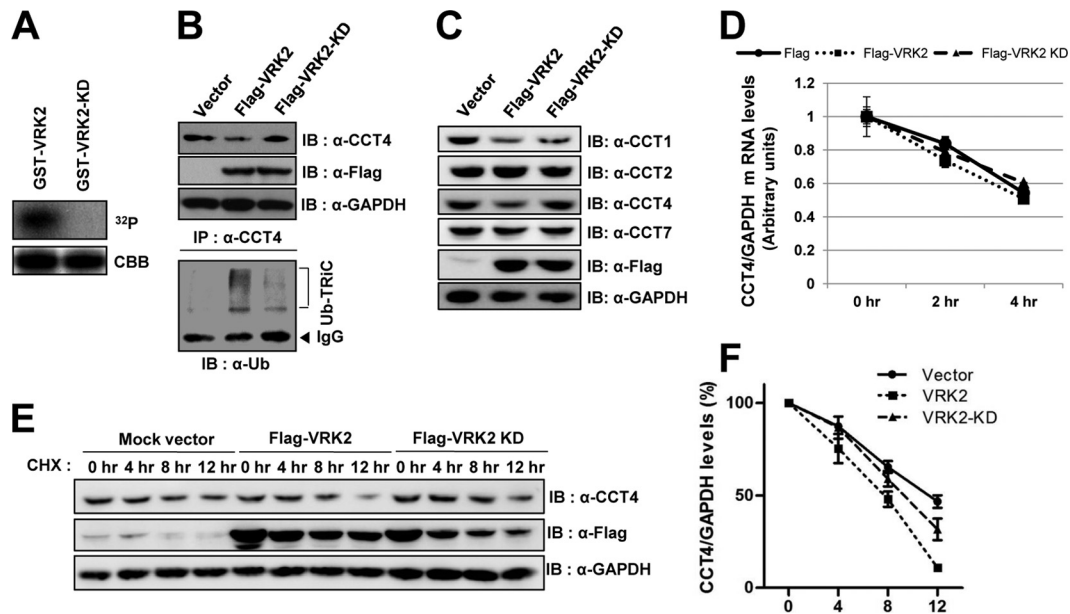 A
GST-VRK2
GST-VRK2-KD
32P
CBB
B
Vector
Flag-VRK2
Flag-VRK2-KD
IB : α-CCT4
IB : α-Flag
IB : α-GAPDH
IP : α-CCT4
Ub-TRiC
IgG
IB : α-Ub
C
Vector
Flag-VRK2
Flag-VRK2-KD
IB: α-CCT1
IB: α-CCT2
IB: α-CCT4
IB: α-CCT7
IB: α-Flag
IB: α-GAPDH
D
Flag Flag-VRK2 Flag-VRK2 KD
CCT4/GAPDH m RNA levels
(Arbitrary units)
1.2
1
0.8
0.6
0.4
0.2
0
0 hr 2 hr 4 hr
E
Mock vector Flag-VRK2 Flag-VRK2 KD
CHX : 0 hr 4 hr 8 hr 12 hr 0 hr 4 hr 8 hr 12 hr 0 hr 4 hr 8 hr 12 hr
IB : α-CCT4
IB : α-Flag
IB : α-GAPDH
F
Vector
VRK2
VRK2-KD
CCT4/GAPDH levels (%)
100
50
0
0 4 8 12